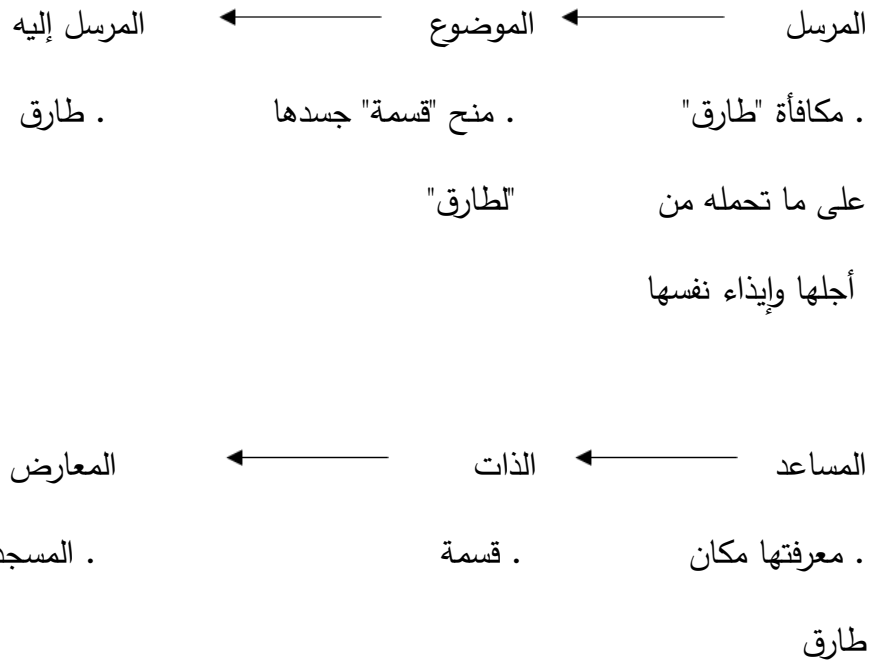 المرسل الموضوع المرسل إليه
. مكافأة "طارق" . منح "قسمة" جسدها . طارق
على ما تحمله من "لطارق"
أجلها وإيذاء نفسها
المساعد الذات المعارض
. معرفتها مكان . قسمة .
طارق